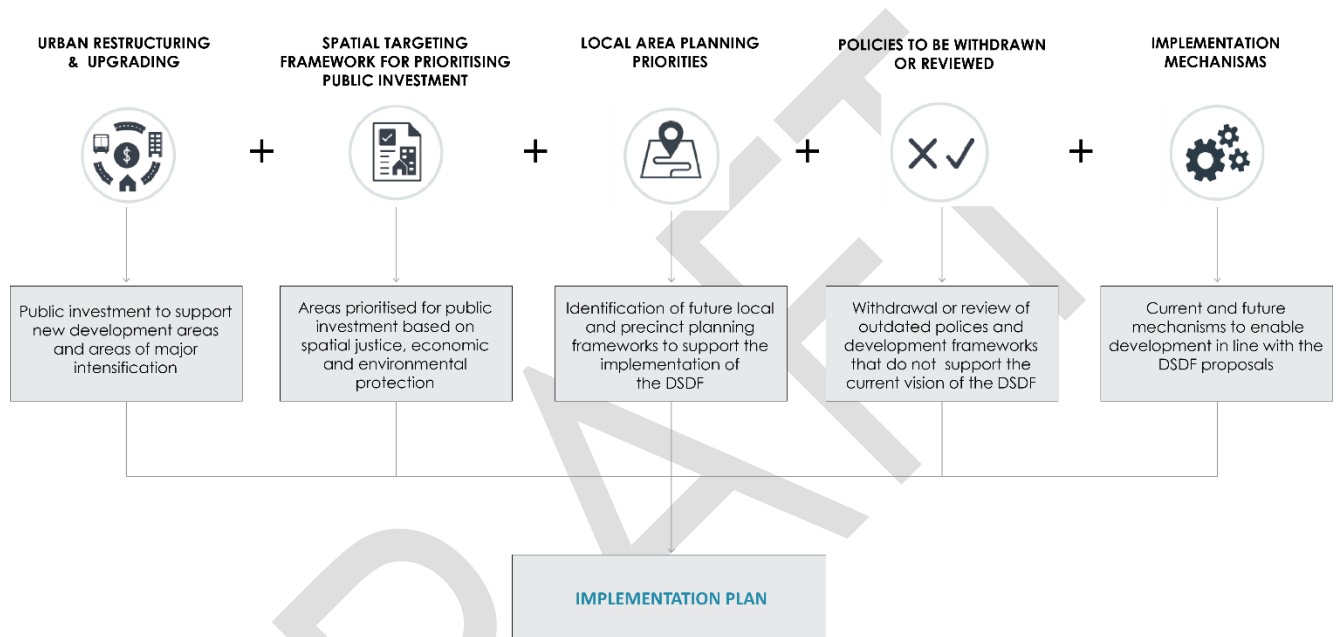 URBAN RESTRUCTURING
& UPGRADING
SPATIAL TARGETING
FRAMEWORK FOR PRIORITISING
PUBLIC INVESTMENT
LOCAL AREA PLANNING
PRIORITIES
POLICIES TO BE WITHDRAWN
OR REVIEWED
IMPLEMENTATION
MECHANISMS
$
+
+
+
+
Public investment to support
new development areas
and areas of major
intensification
Areas prioritised for public
investment based on
spatial justice, economic
and environmental
protection
Identification of future local
and precinct planning
frameworks to support the
implementation of
the DSDF
Withdrawal or review of
outdated polices and
development frameworks
that do not support the
current vision of the DSDF
Current and future
mechanisms to enable
development in line with the
DSDF proposals
IMPLEMENTATION PLAN
DRAFT